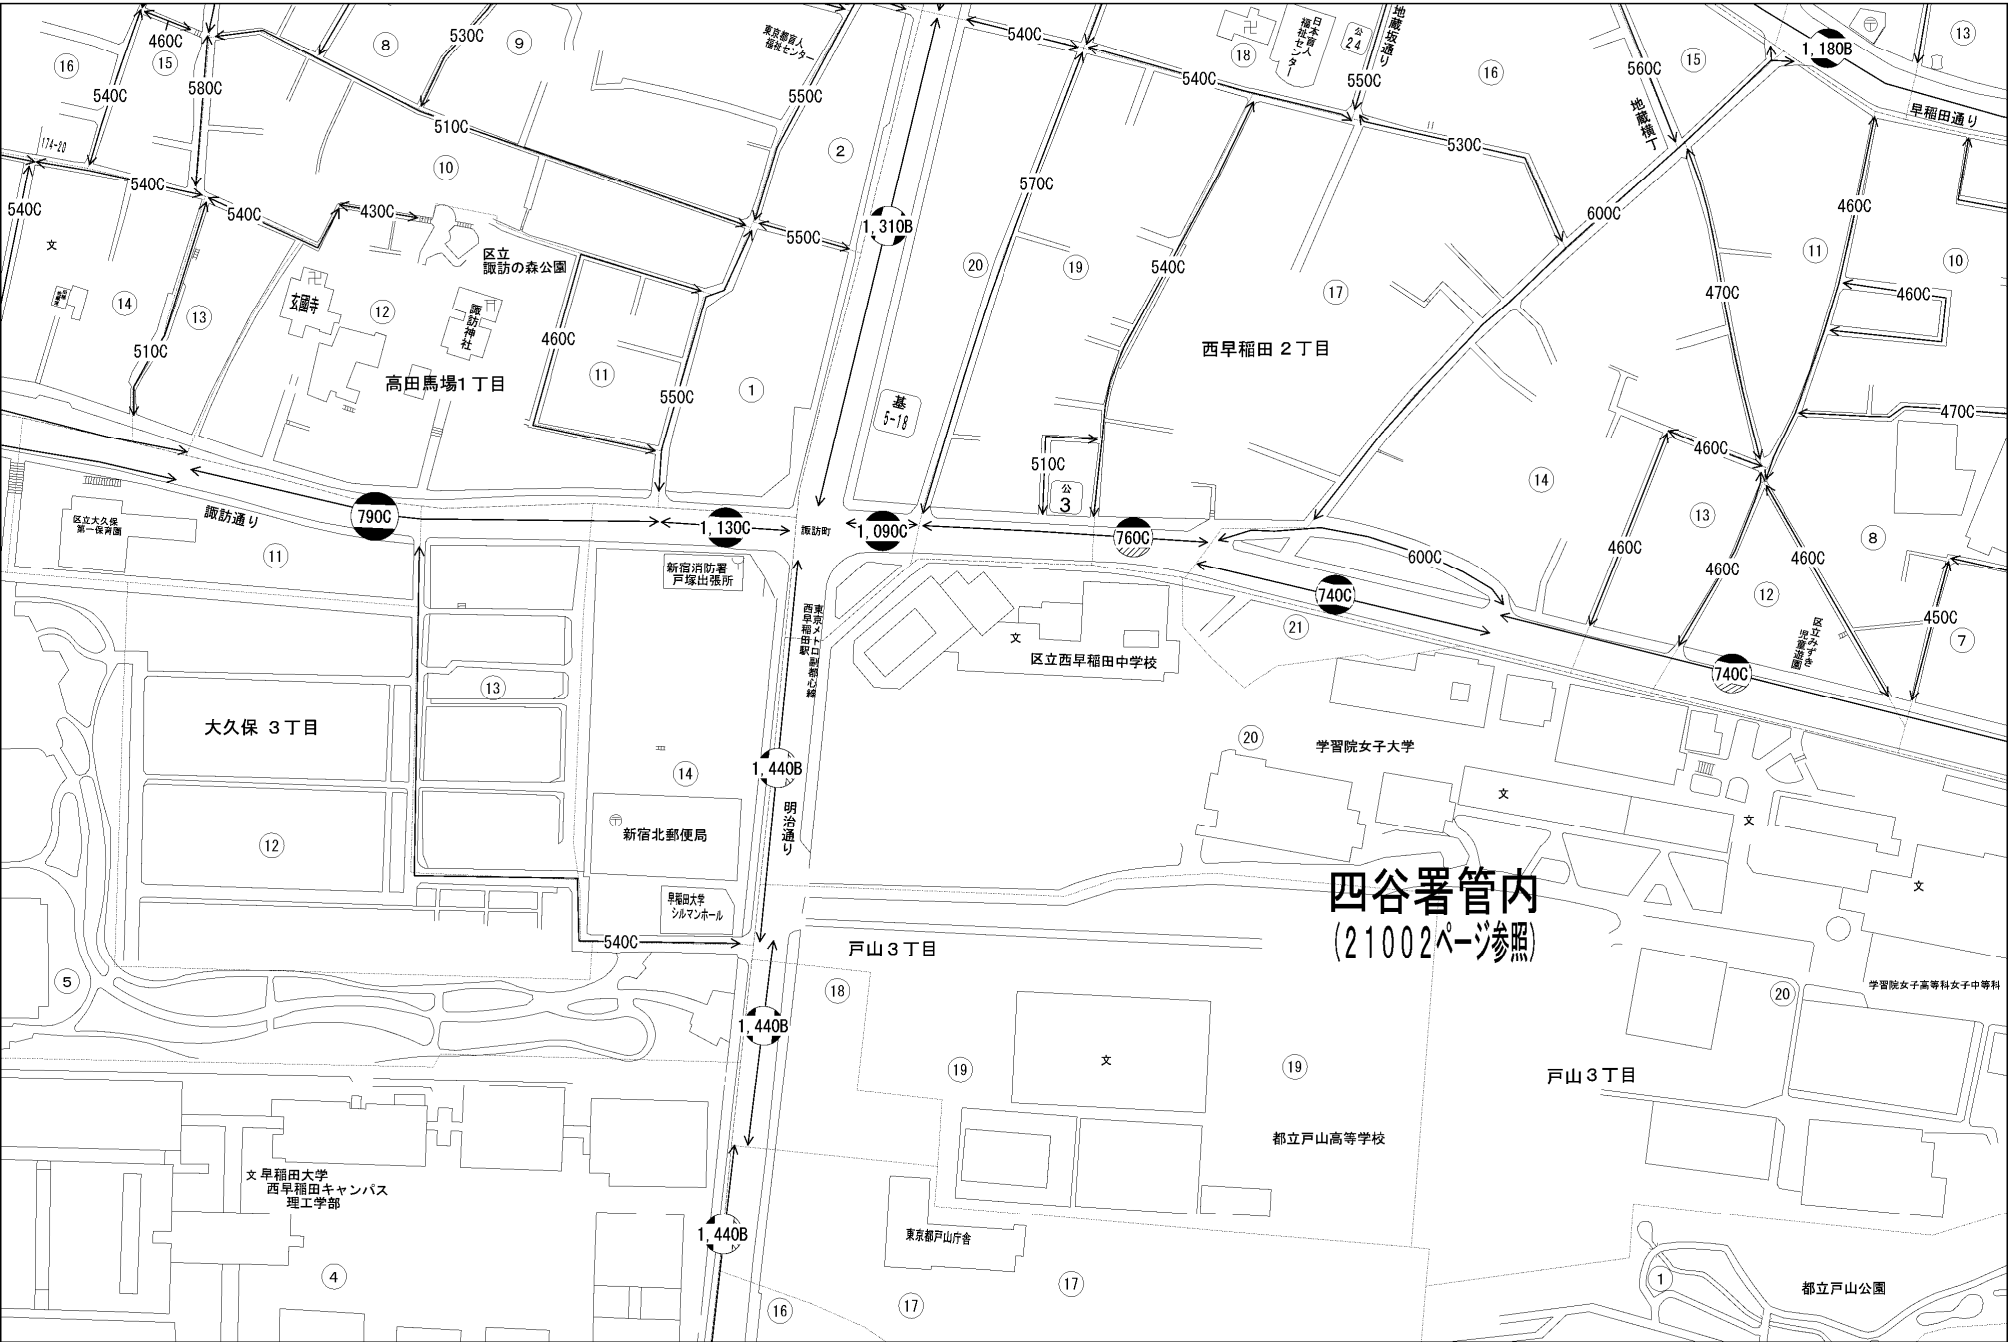 460C
530C
540C
540C
1,180B
16
15
8
9
東京都盲人
福祉センター
18
日本盲人
福祉センター
公
24
地蔵坂通り
16
560C
15
13
540C
580C
550C
540C
550C
地蔵横丁
早稲田通り
174-20
510C
2
530C
10
540C
540C
540C
430C
570C
600C
460C
文
550C
1,310B
区立
諏訪の森公園
20
19
540C
17
11
10
14
13
玄國寺
12
諏訪神社
460C
470C
460C
510C
高田馬場1丁目
11
550C
1
基
5-18
西早稲田2丁目
470C
460C
510C
公
3
14
13
諏訪通り
790C
1,130C
諏訪町
1,090C
760C
600C
460C
460C
460C
8
区立大久保
第一保育園
11
新宿消防署
戸塚出張所
740C
12
450C
7
東京メトロ副都心線
西早稲田駅
文
区立西早稲田中学校
21
区立みずき
児童遊園
740C
13
大久保 3丁目
20
学習院女子大学
1,440B
14
文
文
明治通り
新宿北郵便局
12
四谷署管内
(21002ページ参照)
文
早稲田大学
シルマンホール
540C
戸山3丁目
5
18
20
学習院女子高等科女子中等科
1,440B
文
19
19
戸山3丁目
都立戸山高等学校
文 早稲田大学
西早稲田キャンパス
理工学部
1,440B
東京都戸山庁舎
4
17
17
16
1
都立戸山公園